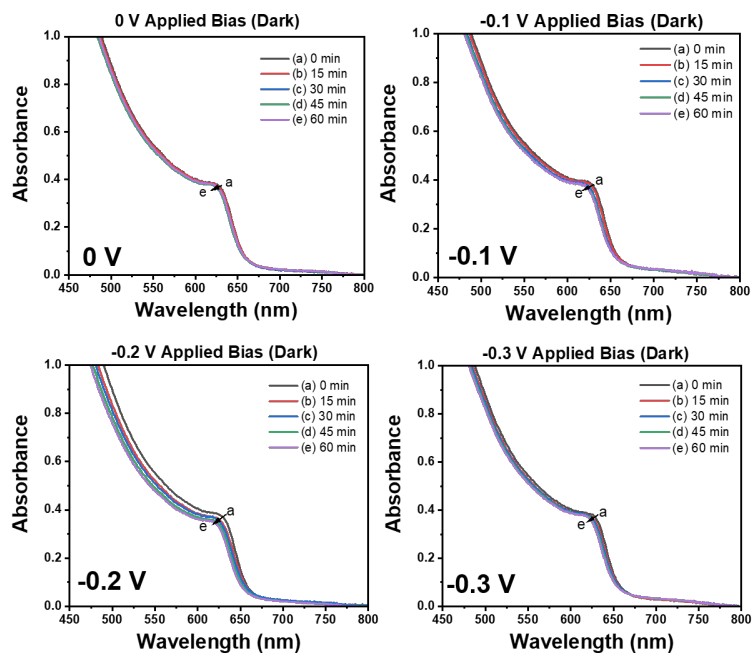 0 V Applied Bias (Dark)
1.0
0.8
0.6
0.4
0.2
0.0
Absorbance
(a) 0 min
(b) 15 min
(c) 30 min
(d) 45 min
(e) 60 min
a
e
0 V
450 500 550 600 650 700 750 800
Wavelength (nm)
-0.1 V Applied Bias (Dark)
1.0
0.8
0.6
0.4
0.2
0.0
Absorbance
(a) 0 min
(b) 15 min
(c) 30 min
(d) 45 min
(e) 60 min
a
e
-0.1 V
450 500 550 600 650 700 750 800
Wavelength (nm)
-0.2 V Applied Bias (Dark)
1.0
0.8
0.6
0.4
0.2
0.0
Absorbance
(a) 0 min
(b) 15 min
(c) 30 min
(d) 45 min
(e) 60 min
a
e
-0.2 V
450 500 550 600 650 700 750 800
Wavelength (nm)
-0.3 V Applied Bias (Dark)
1.0
0.8
0.6
0.4
0.2
0.0
Absorbance
(a) 0 min
(b) 15 min
(c) 30 min
(d) 45 min
(e) 60 min
a
e
-0.3 V
450 500 550 600 650 700 750 800
Wavelength (nm)